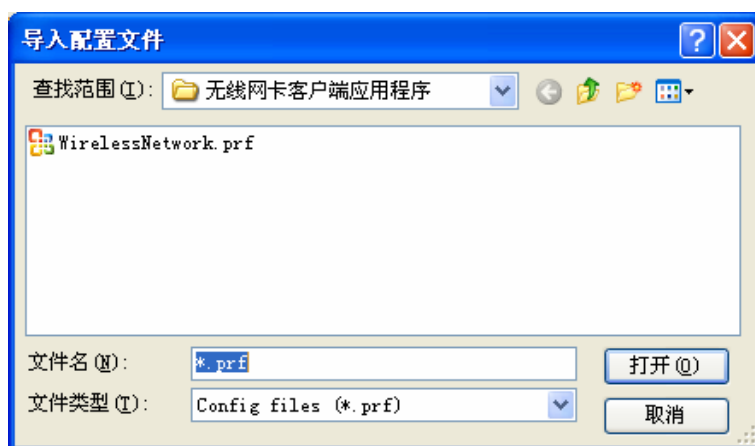 导入配置文件
查找范围(I): 无线网卡客户端应用程序
WirelessNetwork.prf
文件名(N): *.prf 打开(O)
文件类型(T): Config files (*.prf) 取消